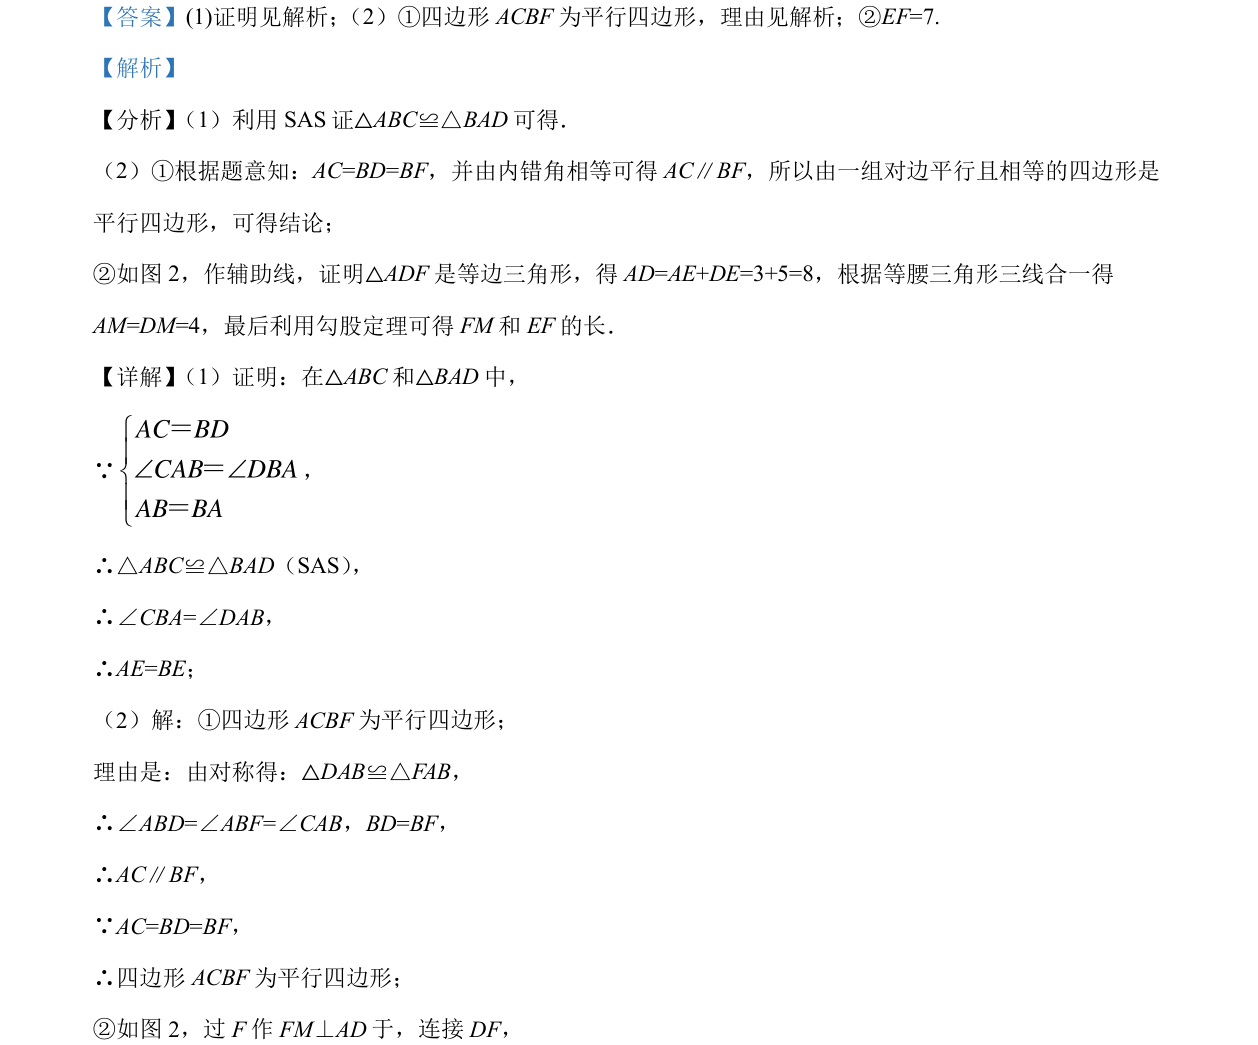 【答案】(1)证明见解析；（2）①四边形 ACBF 为平行四边形，理由见解析；②EF=7.
【解析】
【分析】（1）利用 SAS 证△ABC≌△BAD 可得．
（2）①根据题意知：AC=BD=BF，并由内错角相等可得 AC∥BF，所以由一组对边平行且相等的四边形是
平行四边形，可得结论；
②如图 2，作辅助线，证明△ADF 是等边三角形，得 AD=AE+DE=3+5=8，根据等腰三角形三线合一得
AM=DM=4，最后利用勾股定理可得 FM 和 EF 的长．
【详解】（1）证明：在△ABC 和△BAD 中，
AC＝BD
∵ ∠CAB＝∠DBA，
AB＝BA
∴△ABC≌△BAD（SAS），
∴∠CBA=∠DAB，
∴AE=BE；
（2）解：①四边形 ACBF 为平行四边形；
理由是：由对称得：△DAB≌△FAB，
∴∠ABD=∠ABF=∠CAB，BD=BF，
∴AC∥BF，
∵AC=BD=BF，
∴四边形 ACBF 为平行四边形；
②如图 2，过 F 作 FM⊥AD 于，连接 DF，